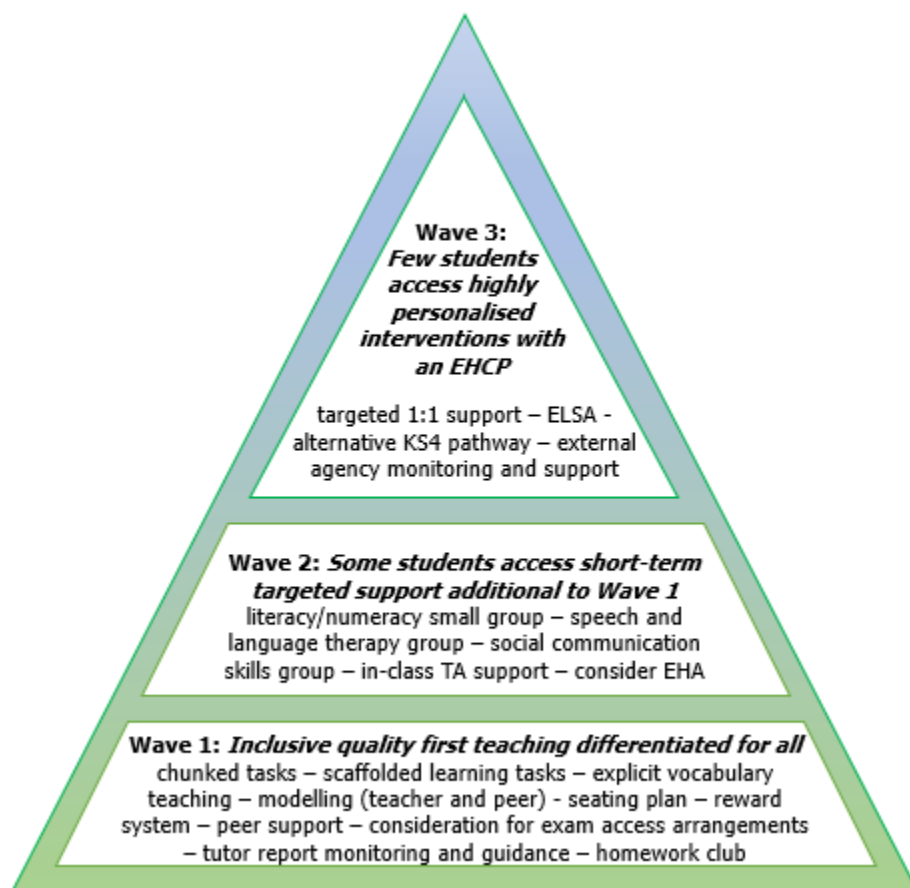 Wave 3:
Few students
access highly
personalised
interventions with
an EHCP
targeted 1:1 support – ELSA -
alternative KS4 pathway – external
agency monitoring and support
Wave 2: Some students access short-term
targeted support additional to Wave 1
literacy/numeracy small group – speech and
language therapy group – social communication
skills group – in-class TA support – consider EHA
Wave 1: Inclusive quality first teaching differentiated for all
chunked tasks – scaffolded learning tasks – explicit vocabulary
teaching – modelling (teacher and peer) - seating plan – reward
system – peer support – consideration for exam access arrangements
– tutor report monitoring and guidance – homework club